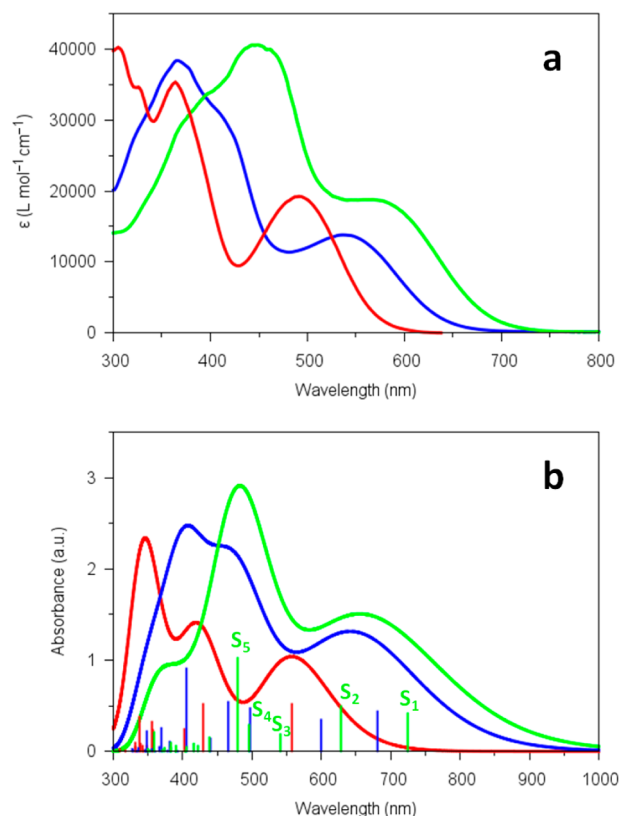 a
40000
30000
20000
10000
0
ε (L mol⁻¹ cm⁻¹)
300 400 500 600 700 800
Wavelength (nm)
b
3
2
1
0
Absorbance (a.u.)
S₅
S₄
S₃
S₂
S₁
300 400 500 600 700 800 900 1000
Wavelength (nm)